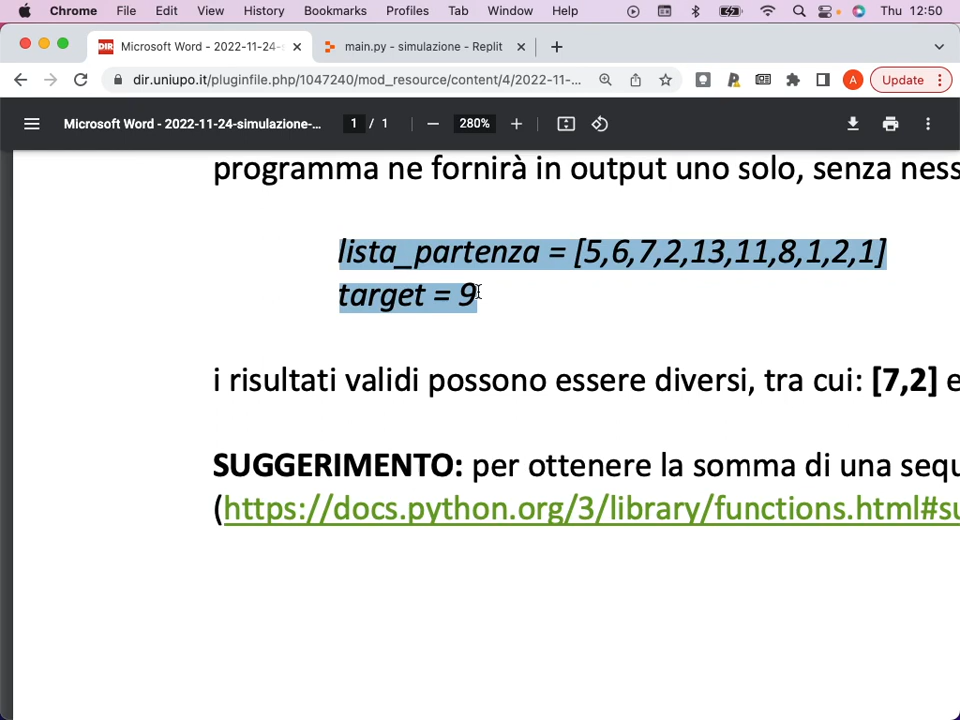 Chrome File Edit View History Bookmarks Profiles Tab Window Help Thu 12:50
DIR Microsoft Word - 2022-11-24- main.py - simulazione - Replit
dir.uniupo.it/pluginfile.php/1047240/mod_resource/content/4/2022-11-... A Update
Microsoft Word - 2022-11-24-simulazione-... 1 / 1 280%
programma ne fornirà in output uno solo, senza ness
lista_partenza = [5,6,7,2,13,11,8,1,2,1]
target = 9
i risultati validi possono essere diversi, tra cui: [7,2] e
SUGGERIMENTO: per ottenere la somma di una sequ
(https://docs.python.org/3/library/functions.html#su